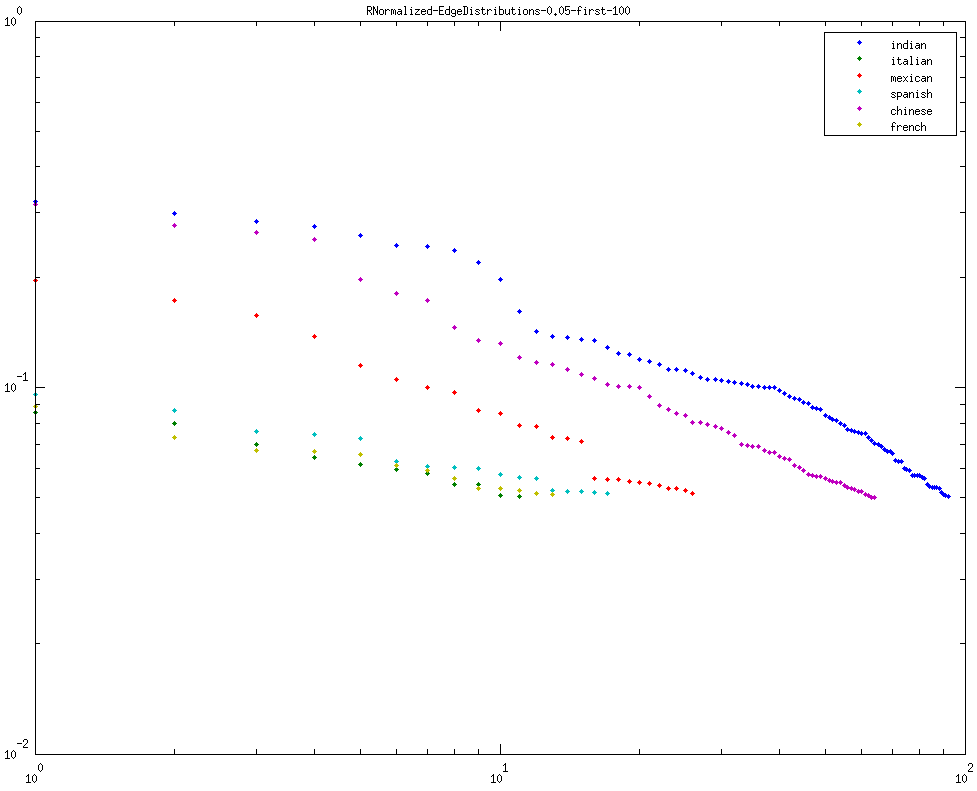 RNormalized-EdgeDistributions-0.05-first-100
10^0
indian
italian
mexican
spanish
chinese
french
10^-1
10^-2
10^0 10^1 10^2